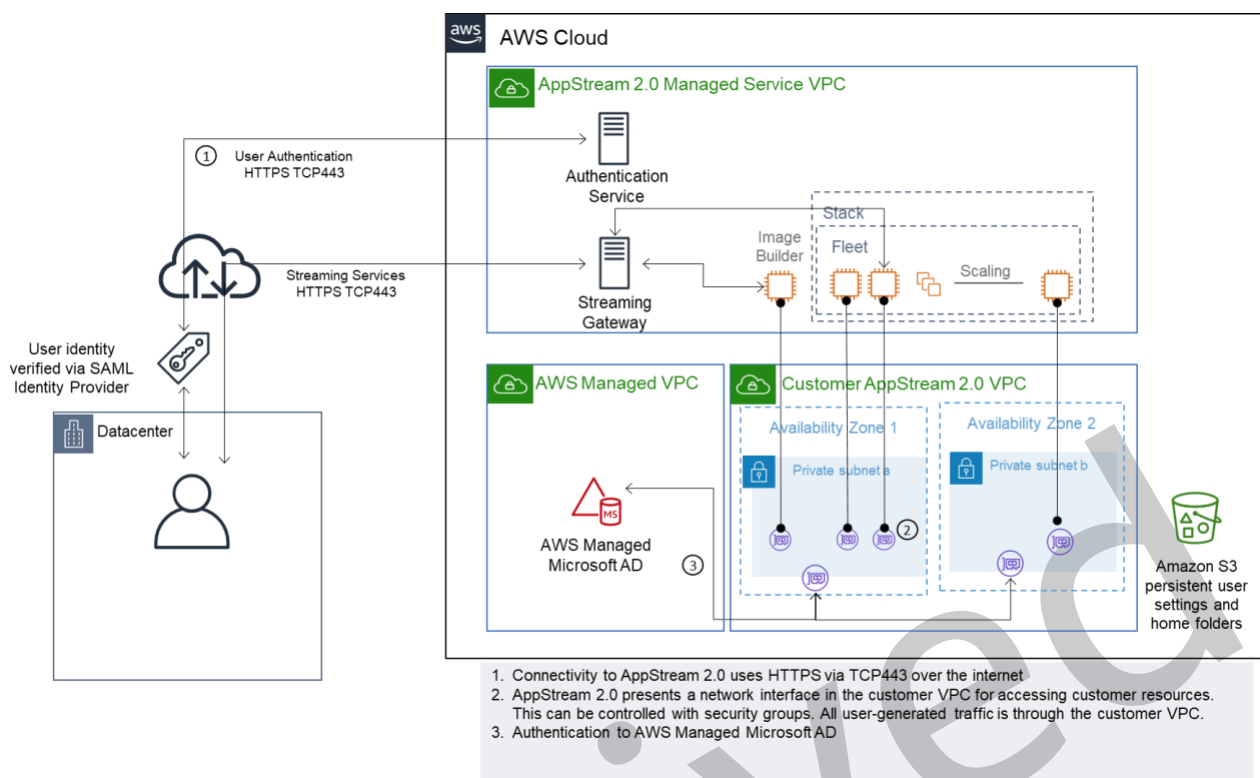 aws
AWS Cloud
AppStream 2.0 Managed Service VPC
1
User Authentication
HTTPS TCP443
Authentication
Service
Stack
Image
Builder
Fleet
Scaling
Streaming Services
HTTPS TCP443
Streaming
Gateway
User identity
verified via SAML
Identity Provider
Datacenter
AWS Managed VPC
Customer AppStream 2.0 VPC
Availability Zone 1
Availability Zone 2
Private subnet a
Private subnet b
MS
2
AWS Managed
Microsoft AD
3
Amazon S3
persistent user
settings and
home folders
1. Connectivity to AppStream 2.0 uses HTTPS via TCP443 over the internet
2. AppStream 2.0 presents a network interface in the customer VPC for accessing customer resources.
This can be controlled with security groups. All user-generated traffic is through the customer VPC.
3. Authentication to AWS Managed Microsoft AD
ived